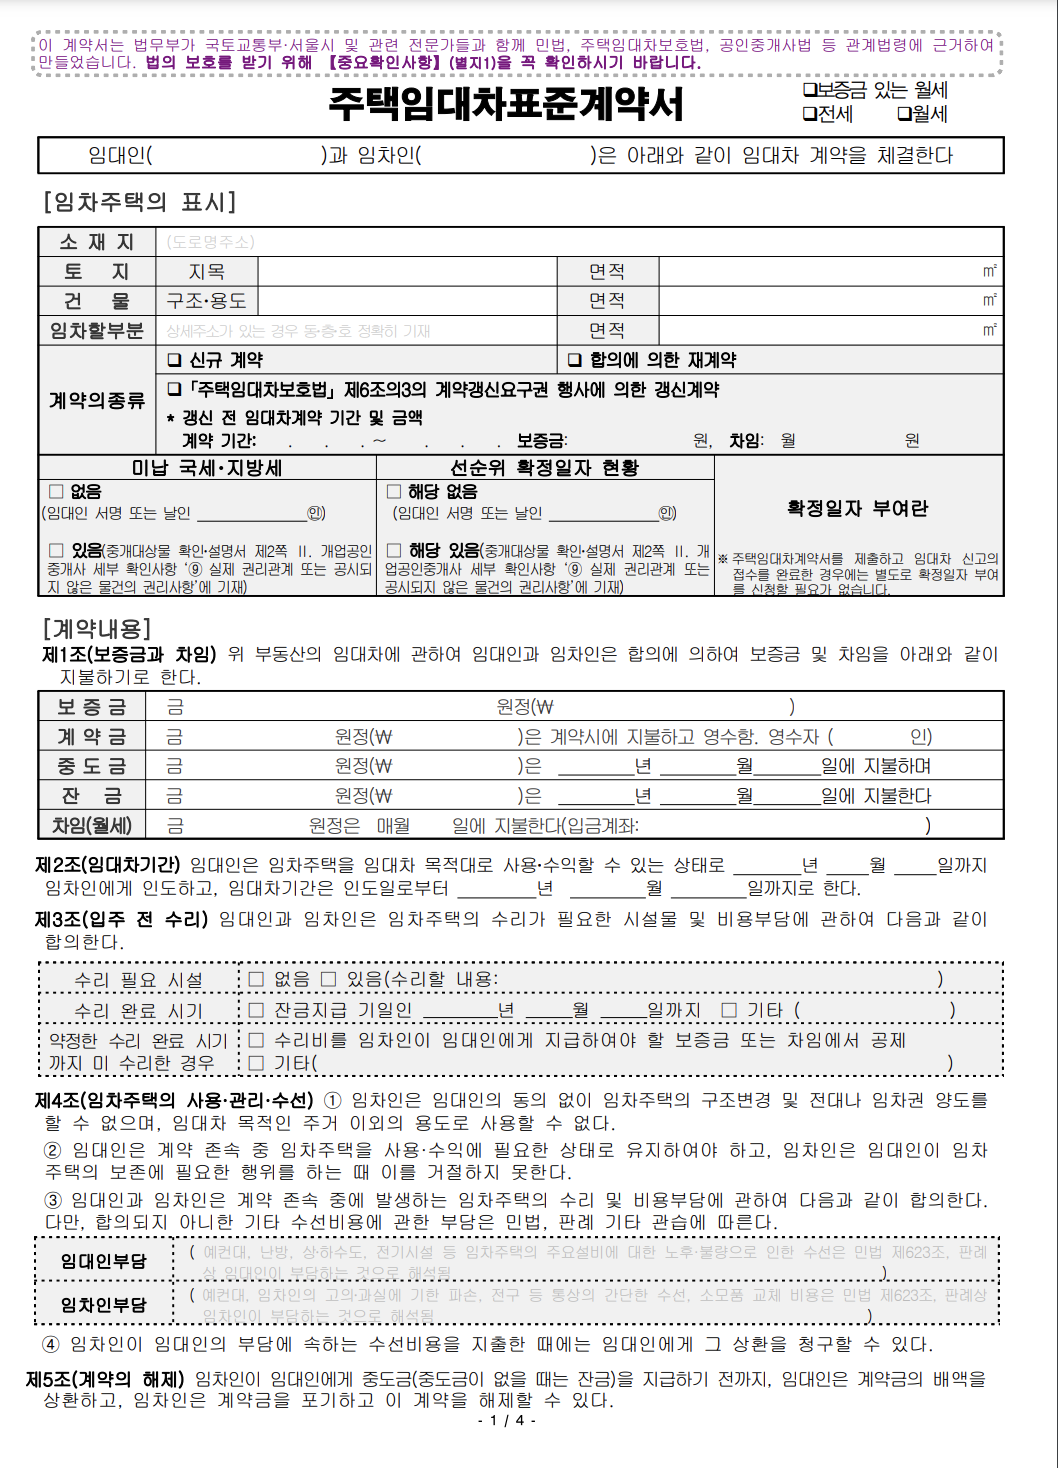 이 계약서는 법무부가 국토교통부·서울시 및 관련 전문가들과 함께 민법, 주택임대차보호법, 공인중개사법 등 관계법령에 근거하여
만들었습니다. 법의 보호를 받기 위해 【중요확인사항】(별지1)을 꼭 확인하시기 바랍니다.
주택임대차표준계약서
❏보증금 있는 월세
❏전세 ❏월세
임대인( )과 임차인( )은 아래와 같이 임대차 계약을 체결한다
[임차주택의 표시]
소 재 지 (도로명주소)
토 지 지목 면적 ㎡
건 물 구조·용도 면적 ㎡
임차할부분 상세주소가 있는 경우 동·층·호 정확히 기재 면적 ㎡
계약의종류
❏ 신규 계약 ❏ 합의에 의한 재계약
❏ 「주택임대차보호법」 제6조의3의 계약갱신요구권 행사에 의한 갱신계약
* 갱신 전 임대차계약 기간 및 금액
계약 기간: . . . ~ . . . 보증금: 원, 차임: 월 원
미납 국세·지방세
□ 없음
(임대인 서명 또는 날인 ____________㊞)
□ 있음(중개대상물 확인·설명서 제2쪽 Ⅱ. 개업공인
중개사 세부 확인사항 ‘⑨ 실제 권리관계 또는 공시되
지 않은 물건의 권리사항’에 기재)
선순위 확정일자 현황
□ 해당 없음
(임대인 서명 또는 날인 ____________㊞)
□ 해당 있음(중개대상물 확인·설명서 제2쪽 Ⅱ. 개
업공인중개사 세부 확인사항 ‘⑨ 실제 권리관계 또는
공시되지 않은 물건의 권리사항’에 기재)
확정일자 부여란
※ 주택임대차계약서를 제출하고 임대차 신고의
접수를 완료한 경우에는 별도로 확정일자 부여
를 신청할 필요가 없습니다.
[계약내용]
제1조(보증금과 차임) 위 부동산의 임대차에 관하여 임대인과 임차인은 합의에 의하여 보증금 및 차임을 아래와 같이
지불하기로 한다.
보 증 금 금 원정(₩ )
계 약 금 금 원정(₩ )은 계약시에 지불하고 영수함. 영수자 ( 인)
중 도 금 금 원정(₩ )은 ________년 ________월_______일에 지불하며
잔 금 금 원정(₩ )은 ________년 ________월_______일에 지불한다
차임(월세) 금 원정은 매월 일에 지불한다(입금계좌: )
제2조(임대차기간) 임대인은 임차주택을 임대차 목적대로 사용·수익할 수 있는 상태로 _______년 ____월 ____일까지
임차인에게 인도하고, 임대차기간은 인도일로부터 ________년 ________월 ________일까지로 한다.
제3조(입주 전 수리) 임대인과 임차인은 임차주택의 수리가 필요한 시설물 및 비용부담에 관하여 다음과 같이
합의한다.
수리 필요 시설 □ 없음 □ 있음(수리할 내용: )
수리 완료 시기 □ 잔금지급 기일인 ________년 _____월 _____일까지 □ 기타 ( )
약정한 수리 완료 시기
까지 미 수리한 경우
□ 수리비를 임차인이 임대인에게 지급하여야 할 보증금 또는 차임에서 공제
□ 기타( )
제4조(임차주택의 사용·관리·수선) ① 임차인은 임대인의 동의 없이 임차주택의 구조변경 및 전대나 임차권 양도를
할 수 없으며, 임대차 목적인 주거 이외의 용도로 사용할 수 없다.
② 임대인은 계약 존속 중 임차주택을 사용·수익에 필요한 상태로 유지하여야 하고, 임차인은 임대인이 임차
주택의 보존에 필요한 행위를 하는 때 이를 거절하지 못한다.
③ 임대인과 임차인은 계약 존속 중에 발생하는 임차주택의 수리 및 비용부담에 관하여 다음과 같이 합의한다.
다만, 합의되지 아니한 기타 수선비용에 관한 부담은 민법, 판례 기타 관습에 따른다.
임대인부담
( 예컨대, 난방, 상·하수도, 전기시설 등 임차주택의 주요설비에 대한 노후·불량으로 인한 수선은 민법 제623조, 판례
상 임대인이 부담하는 것으로 해석됨 )
임차인부담
( 예컨대, 임차인의 고의·과실에 기한 파손, 전구 등 통상의 간단한 수선, 소모품 교체 비용은 민법 제623조, 판례상
임차인이 부담하는 것으로 해석됨 )
④ 임차인이 임대인의 부담에 속하는 수선비용을 지출한 때에는 임대인에게 그 상환을 청구할 수 있다.
제5조(계약의 해제) 임차인이 임대인에게 중도금(중도금이 없을 때는 잔금)을 지급하기 전까지, 임대인은 계약금의 배액을
상환하고, 임차인은 계약금을 포기하고 이 계약을 해제할 수 있다.
- 1 / 4 -